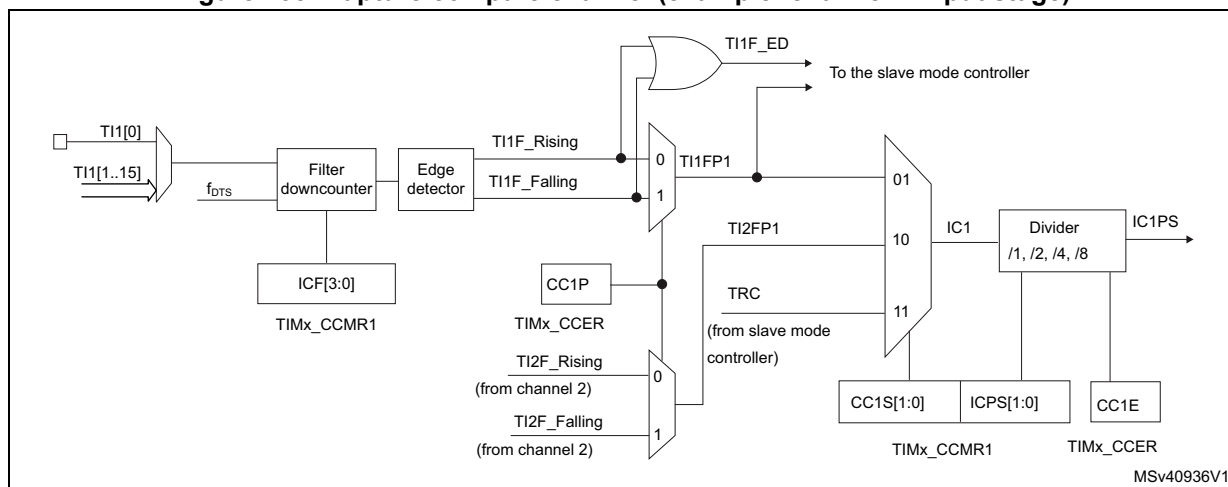 TI1F_ED
To the slave mode controller
TI1[0]
TI1[1..15]
fDTS
Filter
downcounter
Edge
detector
TI1F_Rising
TI1F_Falling
0
1
TI1FP1
01
TI2FP1
10
IC1
Divider
/1, /2, /4, /8
IC1PS
ICF[3:0]
TIMx_CCMR1
CC1P
TIMx_CCER
TRC
11
(from slave mode
controller)
TI2F_Rising
0
(from channel 2)
TI2F_Falling
1
(from channel 2)
CC1S[1:0]
ICPS[1:0]
CC1E
TIMx_CCMR1
TIMx_CCER
MSv40936V1